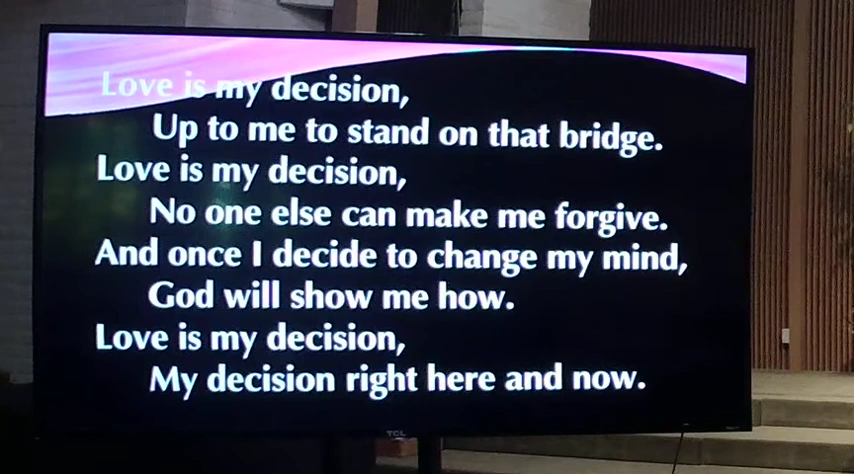 Love is my decision,
Up to me to stand on that bridge.
Love is my decision,
No one else can make me forgive.
And once I decide to change my mind,
God will show me how.
Love is my decision,
My decision right here and now.
TCL